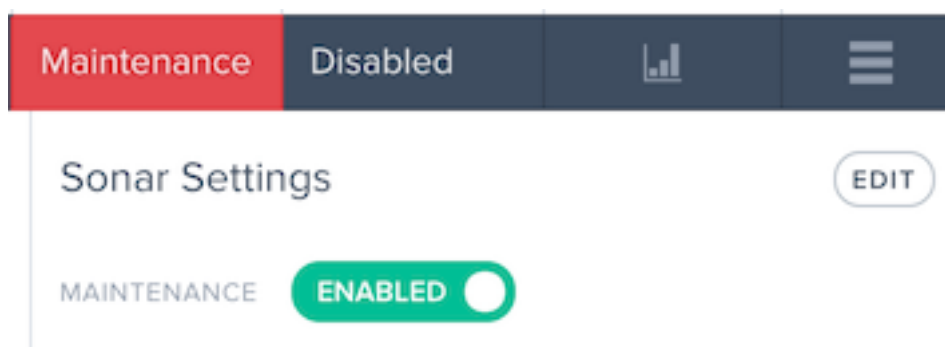 Maintenance Disabled
Sonar Settings EDIT
MAINTENANCE ENABLED